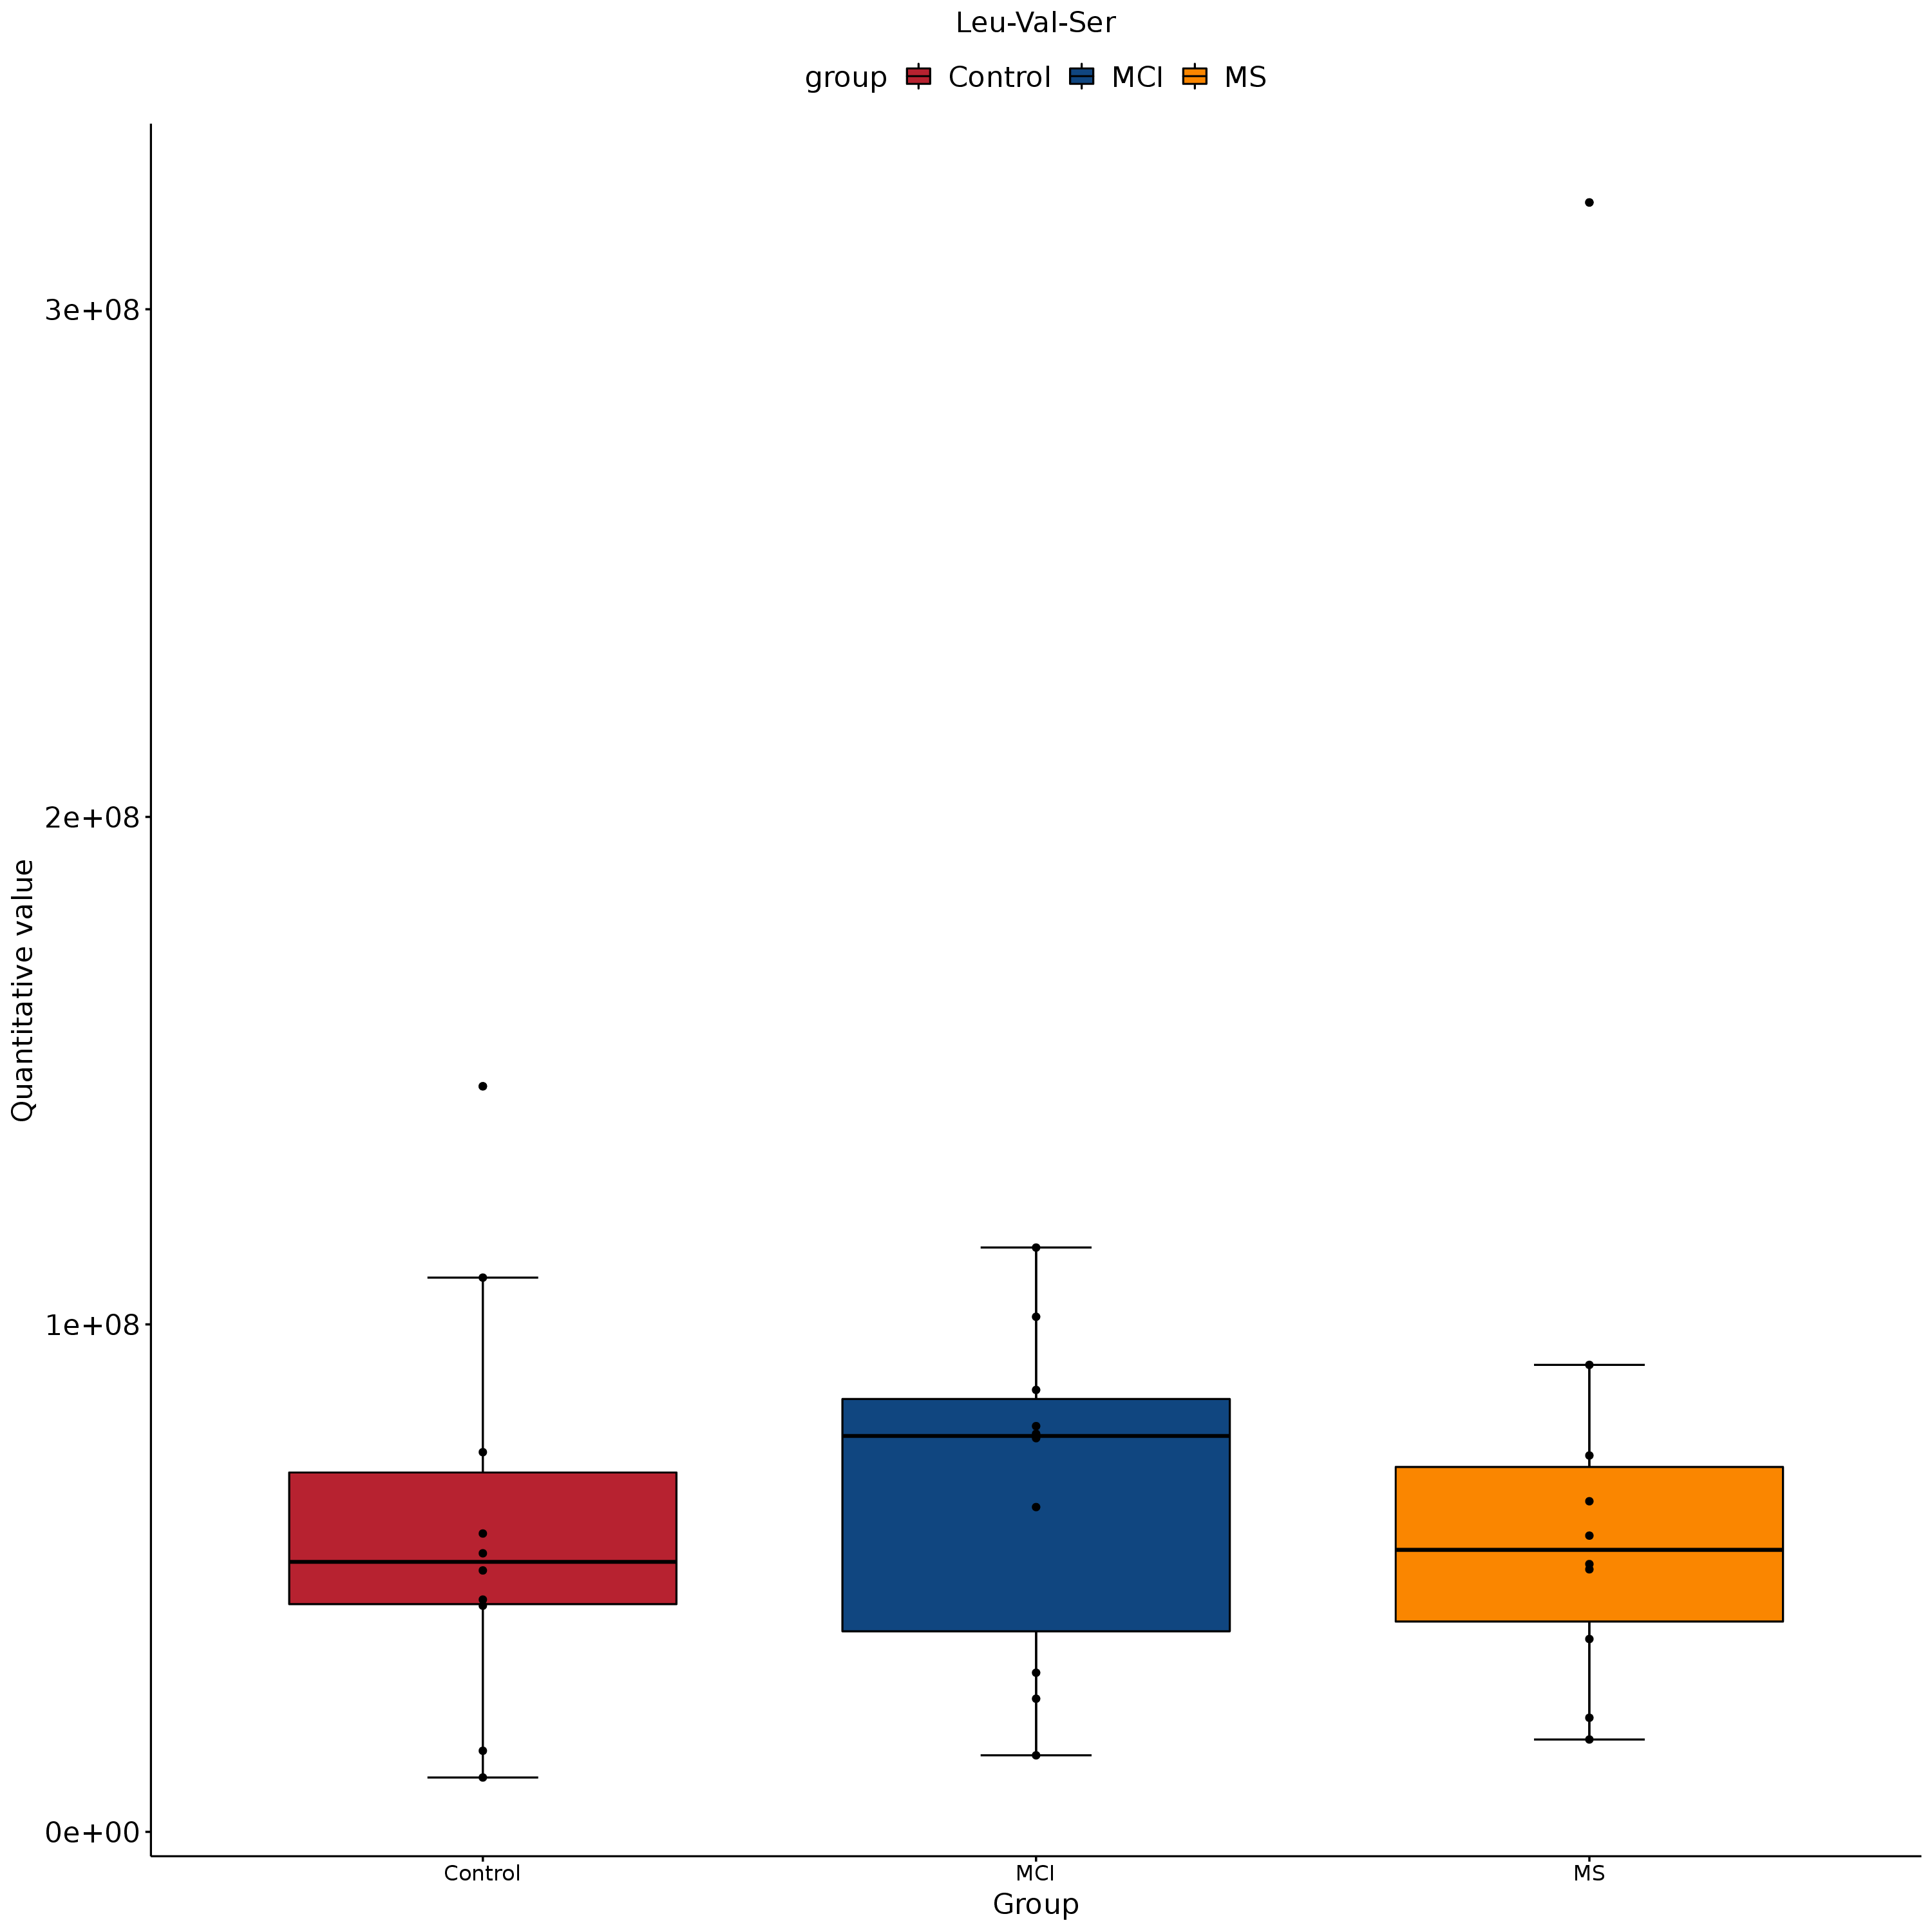 Leu-Val-Ser
group Control MCI MS
3e+08
2e+08
1e+08
0e+00
Quantitative value
Control MCI MS
Group